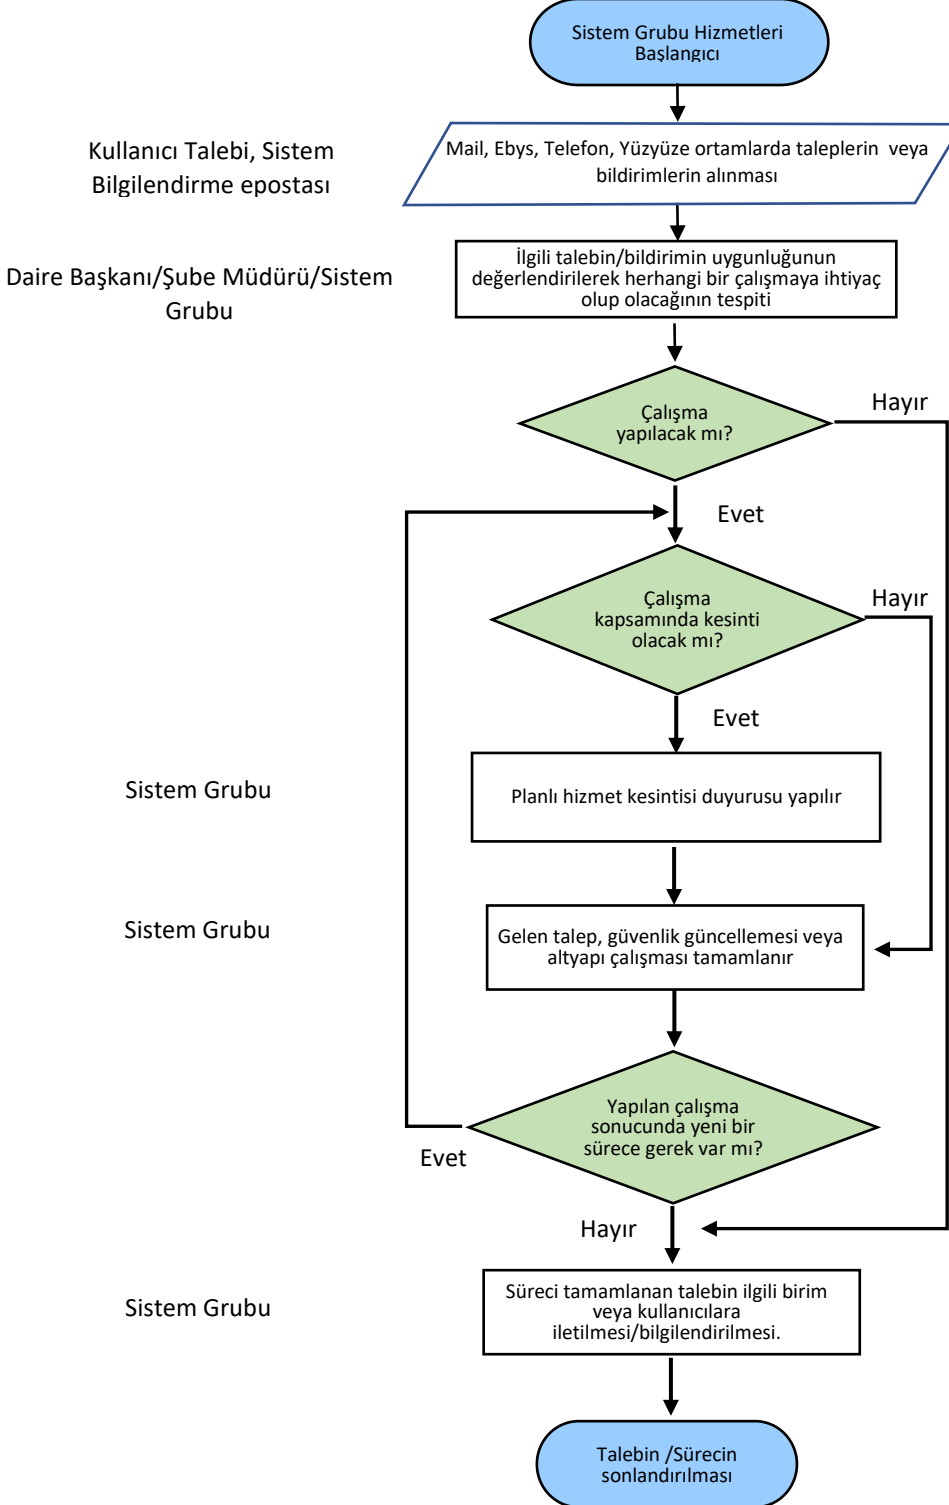 Sistem Grubu Hizmetleri
Başlangıcı
Kullanıcı Talebi, Sistem
Bilgilendirme epostası
Mail, Ebys, Telefon, Yüzyüze ortamlarda taleplerin veya
bildirimlerin alınması
Daire Başkanı/Şube Müdürü/Sistem
Grubu
İlgili talebin/bildirimin uygunluğunun
değerlendirilerek herhangi bir çalışmaya ihtiyaç
olup olacağının tespiti
Çalışma
yapılacak mı?
Hayır
Evet
Çalışma
kapsamında kesinti
olacak mı?
Hayır
Evet
Sistem Grubu
Planlı hizmet kesintisi duyurusu yapılır
Sistem Grubu
Gelen talep, güvenlik güncellemesi veya
altyapı çalışması tamamlanır
Yapılan çalışma
sonucunda yeni bir
sürece gerek var mı?
Evet
Hayır
Sistem Grubu
Süreci tamamlanan talebin ilgili birim
veya kullanıcılara
iletilmesi/bilgilendirilmesi.
Talebin /Sürecin
sonlandırılması